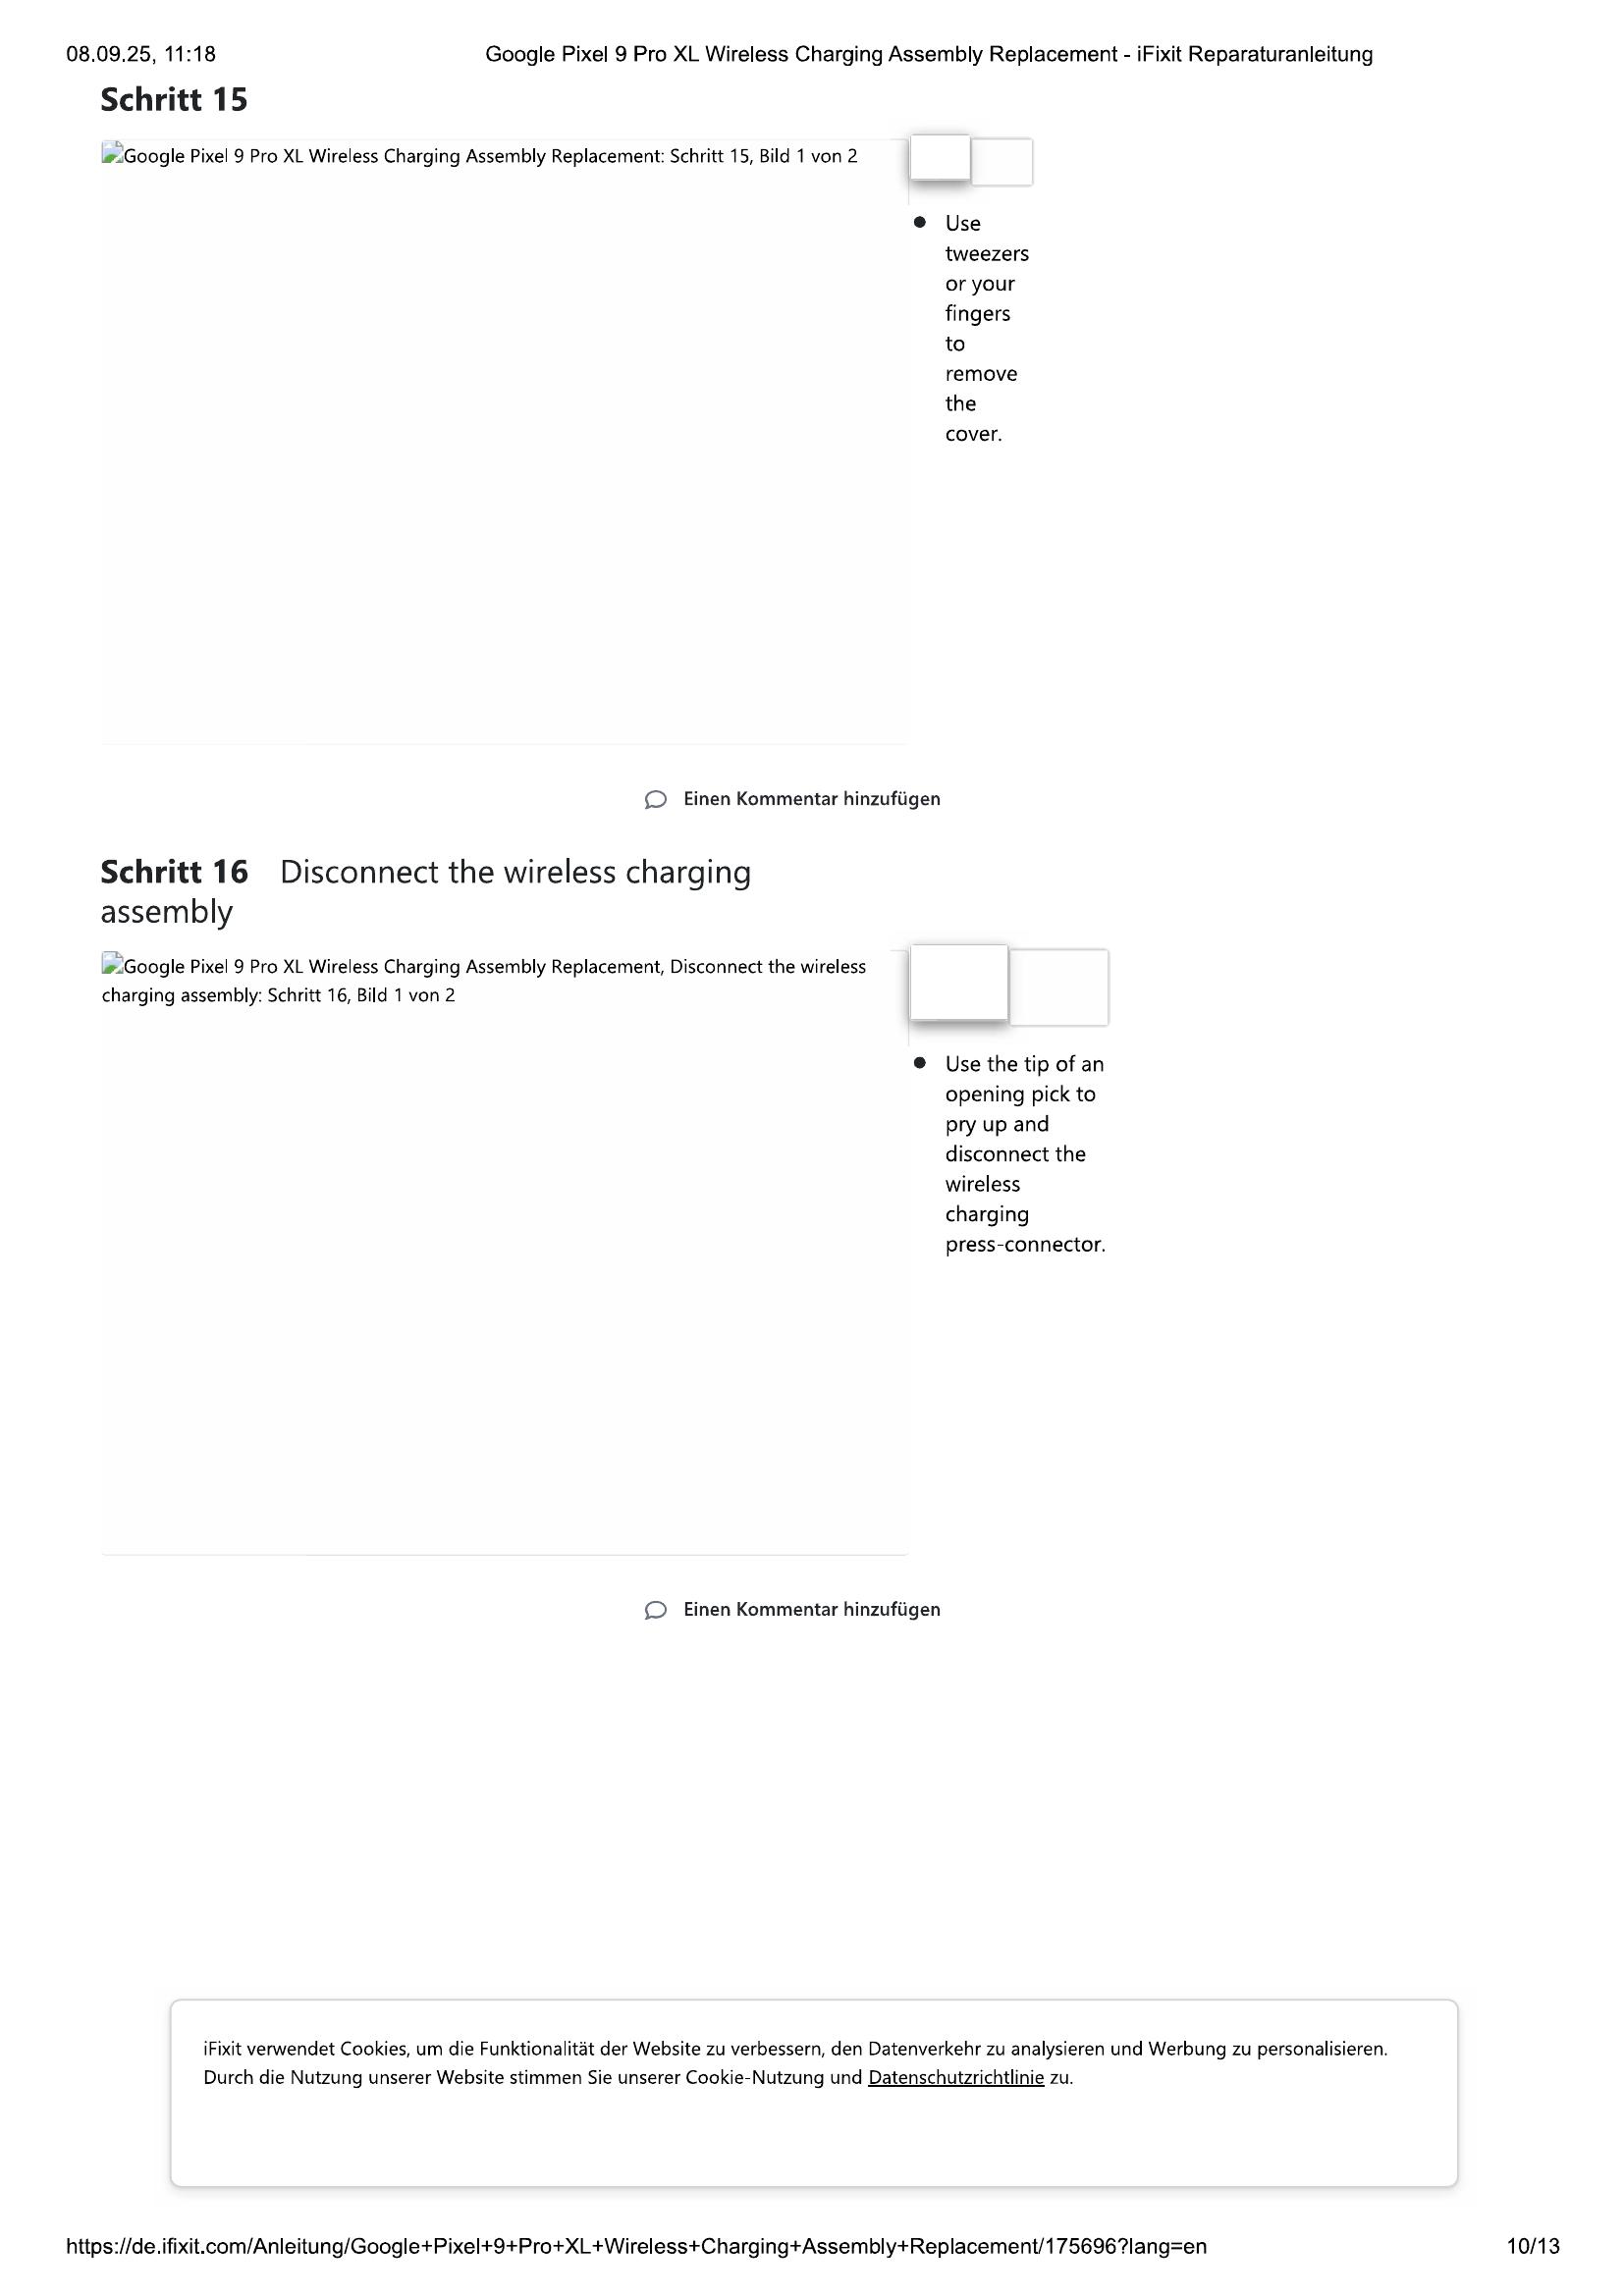 08.09.25, 11:18
Google Pixel 9 Pro XL Wireless Charging Assembly Replacement - iFixit Reparaturanleitung
Schritt 15
Google Pixel 9 Pro XL Wireless Charging Assembly Replacement: Schritt 15, Bild 1 von 2
Use
tweezers
or your
fingers
to
remove
the
cover.
Einen Kommentar hinzufügen
Schritt 16 Disconnect the wireless charging
assembly
Google Pixel 9 Pro XL Wireless Charging Assembly Replacement, Disconnect the wireless
charging assembly: Schritt 16, Bild 1 von 2
Use the tip of an
opening pick to
pry up and
disconnect the
wireless
charging
press-connector.
Einen Kommentar hinzufügen
iFixit verwendet Cookies, um die Funktionalität der Website zu verbessern, den Datenverkehr zu analysieren und Werbung zu personalisieren.
Durch die Nutzung unserer Website stimmen Sie unserer Cookie-Nutzung und Datenschutzrichtlinie zu.
https://de.ifixit.com/Anleitung/Google+Pixel+9+Pro+XL+Wireless+Charging+Assembly+Replacement/175696?lang=en
10/13